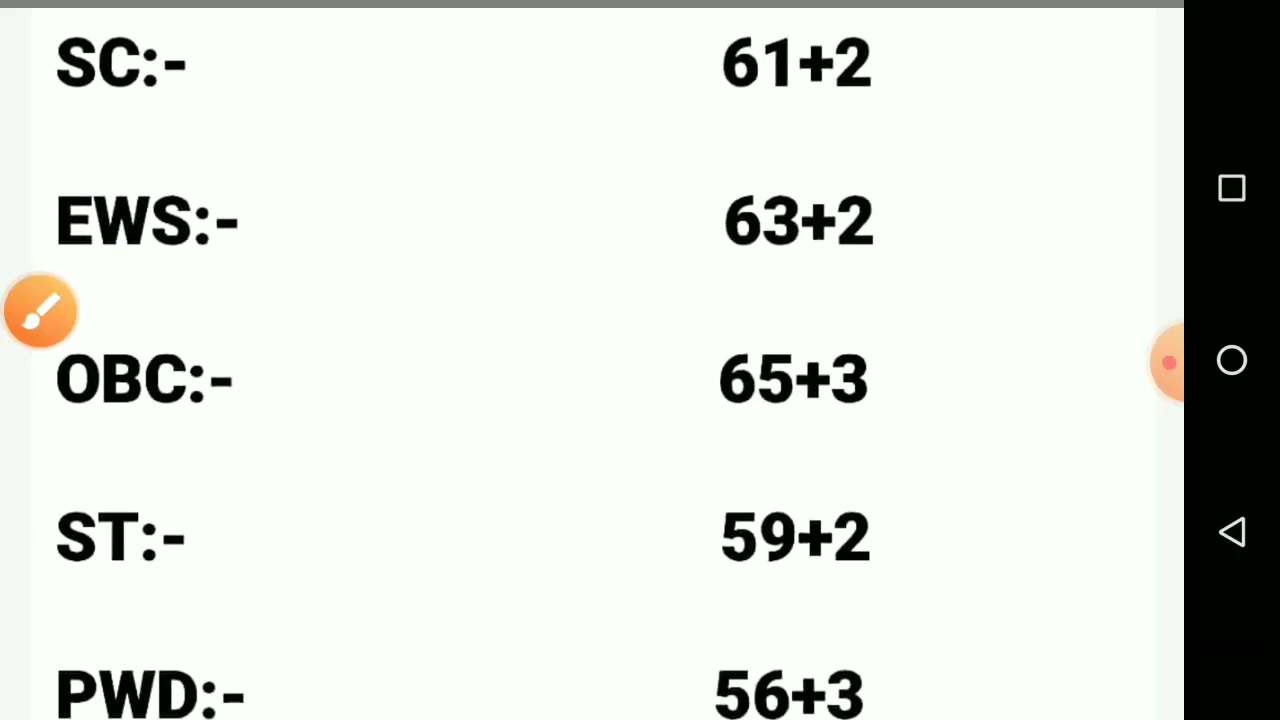 SC:- 61+2
EWS:- 63+2
OBC:- 65+3
ST:- 59+2
PWD:- 56+3